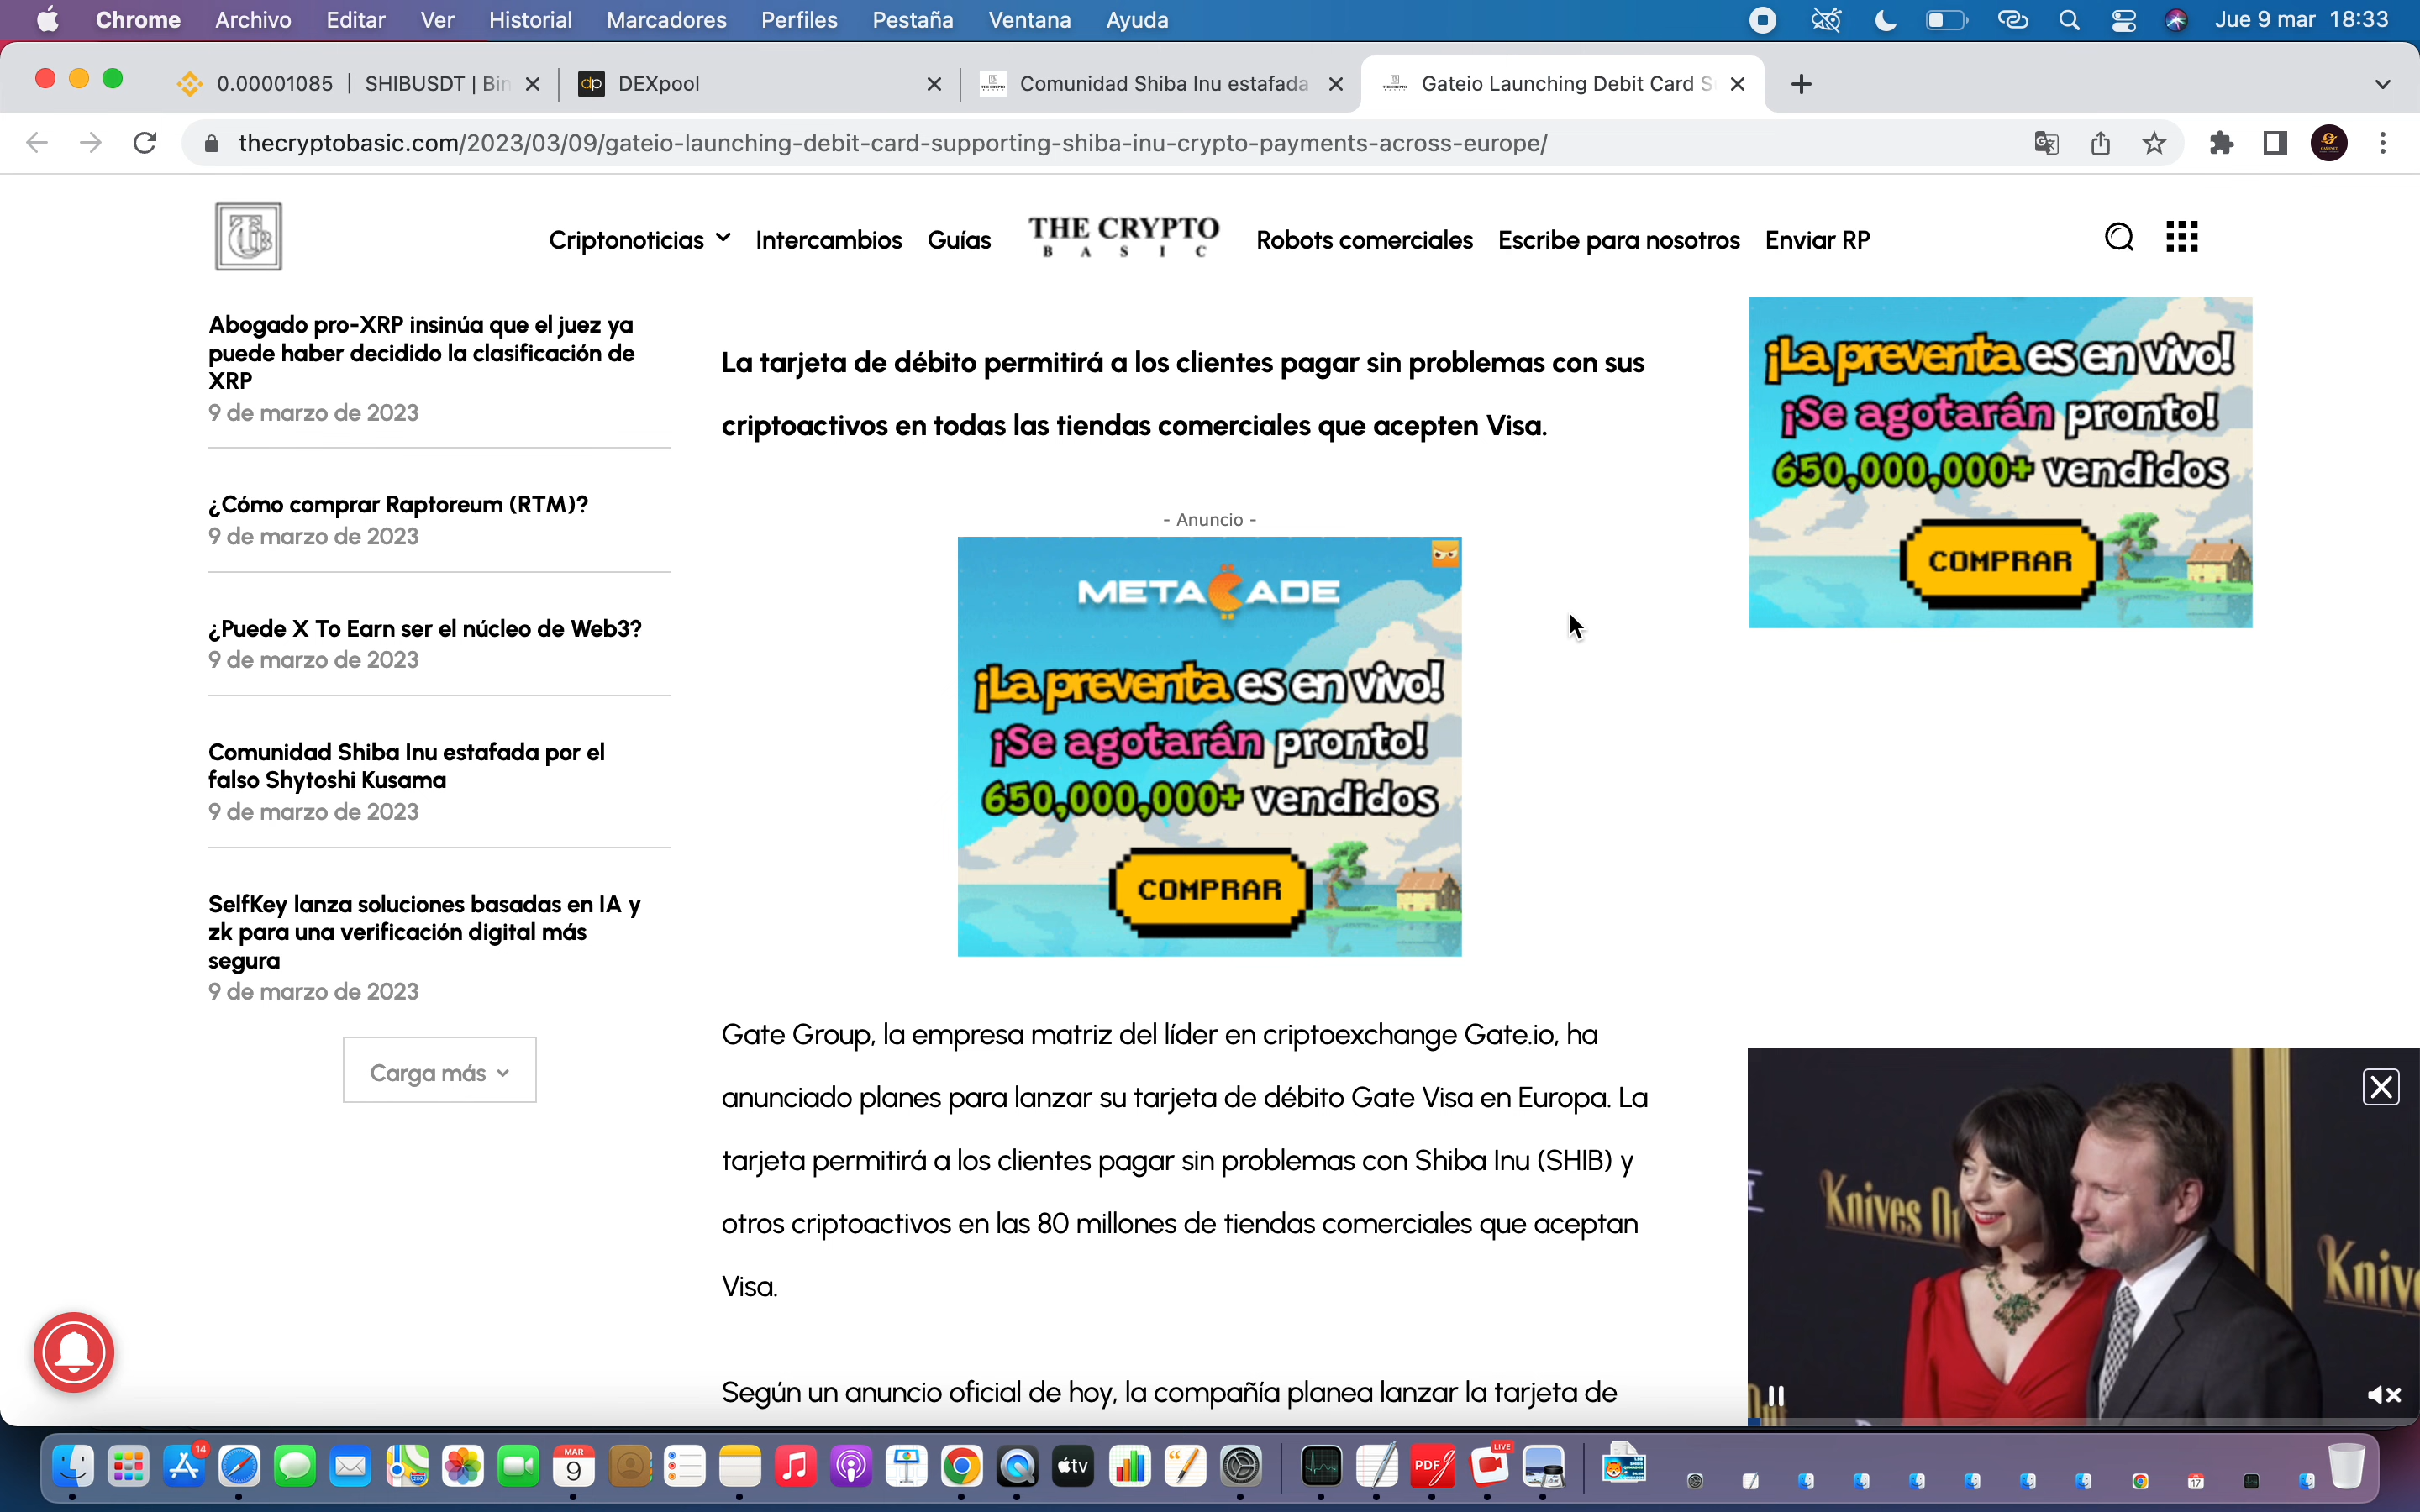 Chrome Archivo Editar Ver Historial Marcadores Perfiles Pestaña Ventana Ayuda Jue 9 mar 18:33
0.00001085 | SHIBUSDT | Bin DEXpool Comunidad Shiba Inu estafada Gateio Launching Debit Card S
thecryptobasic.com/2023/03/09/gateio-launching-debit-card-supporting-shiba-inu-crypto-payments-across-europe/
Criptonoticias Intercambios Guías THE CRYPTO BASIC Robots comerciales Escribe para nosotros Enviar RP
Abogado pro-XRP insinúa que el juez ya
puede haber decidido la clasificación de
XRP
9 de marzo de 2023
¿Cómo comprar Raptoreum (RTM)?
9 de marzo de 2023
¿Puede X To Earn ser el núcleo de Web3?
9 de marzo de 2023
Comunidad Shiba Inu estafada por el
falso Shytoshi Kusama
9 de marzo de 2023
SelfKey lanza soluciones basadas en IA y
zk para una verificación digital más
segura
9 de marzo de 2023
Carga más
La tarjeta de débito permitirá a los clientes pagar sin problemas con sus
criptoactivos en todas las tiendas comerciales que acepten Visa.
- Anuncio -
METACADE
¡La preventa es en vivo!
¡Se agotarán pronto!
650,000,000+ vendidos
COMPRAR
Gate Group, la empresa matriz del líder en criptoexchange Gate.io, ha
anunciado planes para lanzar su tarjeta de débito Gate Visa en Europa. La
tarjeta permitirá a los clientes pagar sin problemas con Shiba Inu (SHIB) y
otros criptoactivos en las 80 millones de tiendas comerciales que aceptan
Visa.
Según un anuncio oficial de hoy, la compañía planea lanzar la tarjeta de
¡La preventa es en vivo!
¡Se agotarán pronto!
650,000,000+ vendidos
COMPRAR
Knives Ou
Knive
14
MAR
9
tv
PDF
LIVE
17